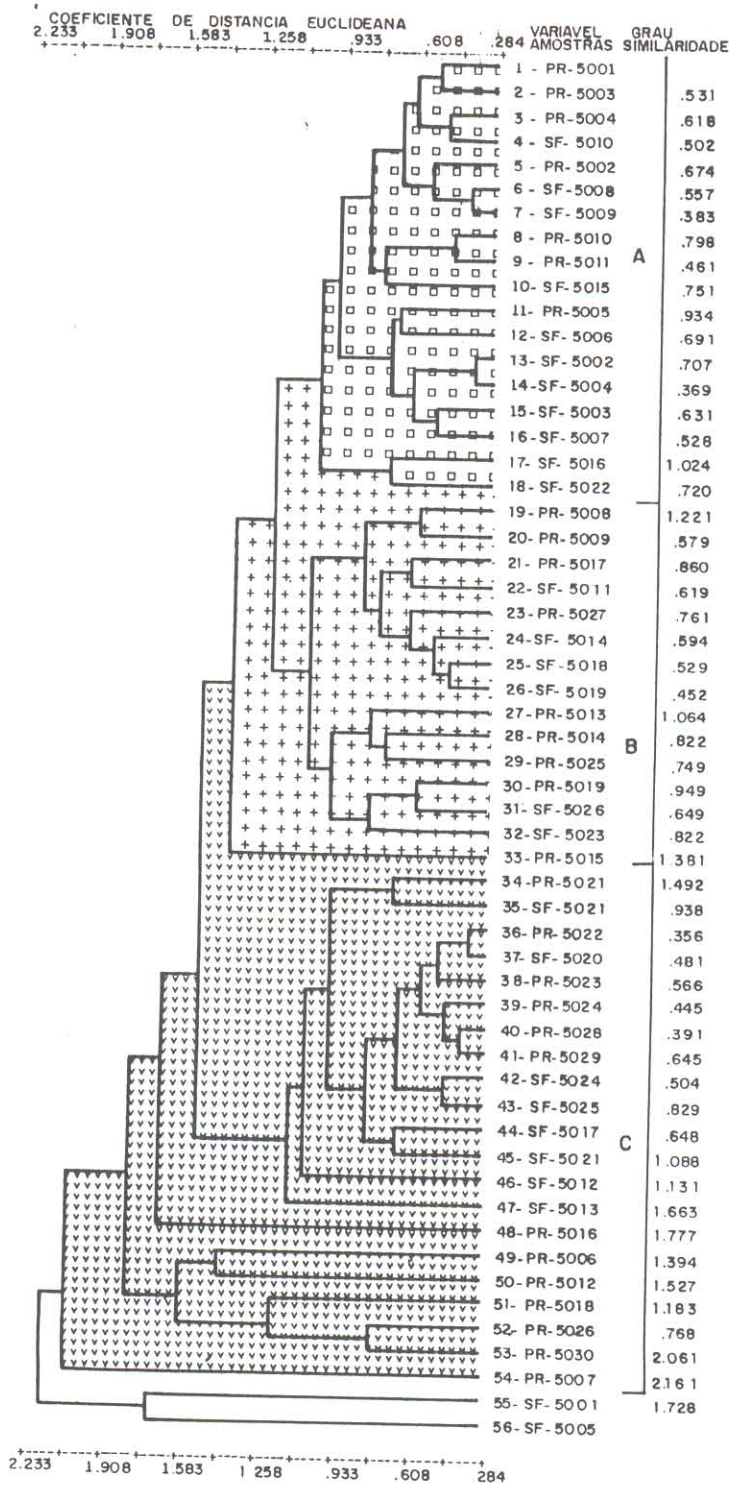 COEFICIENTE DE DISTANCIA EUCLIDEANA
VARIAVEL AMOSTRAS
GRAU SIMILARIDADE
2.233 1.908 1.583 1.258 .933 .608 .284
1 - PR-5001
2 - PR-5003 .531
3 - PR-5004 .618
4 - SF-5010 .502
5 - PR-5002 .674
6 - SF-5008 .557
7 - SF-5009 .383
8 - PR-5010 .798
9 - PR-5011 .461
A
10- SF-5015 .751
11- PR-5005 .934
12- SF-5006 .691
13- SF-5002 .707
14- SF-5004 .369
15- SF-5003 .631
16- SF-5007 .528
17- SF-5016 1.024
18- SF-5022 .720
19- PR-5008 1.221
20- PR-5009 .579
21- PR-5017 .860
22- SF-5011 .619
23- PR-5027 .761
24- SF-5014 .594
25- SF-5018 .529
26- SF-5019 .452
27- PR-5013 1.064
28- PR-5014 .822
B
29- PR-5025 .749
30- PR-5019 .949
31- SF-5026 .649
32- SF-5023 .822
33- PR-5015 1.381
34- PR-5021 1.492
35- SF-5021 .938
36- PR-5022 .356
37- SF-5020 .481
38- PR-5023 .566
39- PR-5024 .445
40- PR-5028 .391
41- PR-5029 .645
42- SF-5024 .504
43- SF-5025 .829
44- SF-5017 .648
C
45- SF-5021 1.088
46- SF-5012 1.131
47- SF-5013 1.663
48- PR-5016 1.777
49- PR-5006 1.394
50- PR-5012 1.527
51- PR-5018 1.183
52- PR-5026 .768
53- PR-5030 2.061
54- PR-5007 2.161
55- SF-5001 1.728
56- SF-5005
2.233 1.908 1.583 1 258 .933 .608 284